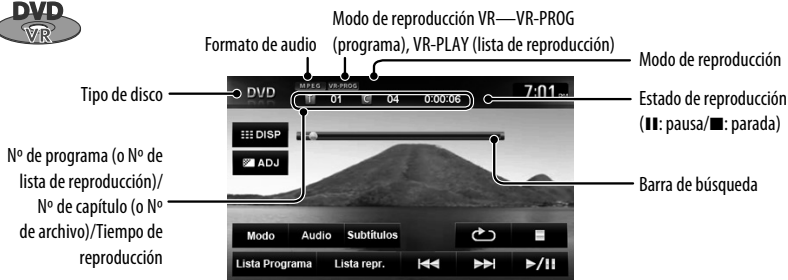 DVD
VR
Modo de reproducción VR—VR-PROG
(programa), VR-PLAY (lista de reproducción)
Formato de audio
Modo de reproducción
Tipo de disco
Estado de reproducción
(▮▮: pausa/■: parada)
Nº de programa (o Nº de
lista de reproducción)/
Nº de capítulo (o Nº
de archivo)/Tiempo de
reproducción
Barra de búsqueda
DVD
MPEG VR-PROG
T 01 C 04 0:00:06
7:01 PM
DISP
ADJ
Modo Audio Subtítulos
Lista Programa Lista repr.